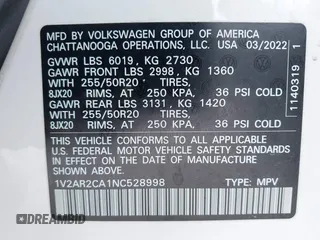 MFD BY VOLKSWAGEN GROUP OF AMERICA
CHATTANOOGA OPERATIONS, LLC. USA 03/2022
GVWR LBS 6019, KG 2730
GAWR FRONT LBS 2998, KG 1360
WITH 255/50R20 TIRES,
8JX20 RIMS, AT 250 KPA, 36 PSI COLD
GAWR REAR LBS 3131, KG 1420
WITH 255/50R20 TIRES,
8JX20 RIMS, AT 250 KPA, 36 PSI COLD
THIS VEHICLE CONFORMS TO ALL APPLICABLE
U.S. FEDERAL MOTOR VEHICLE SAFETY
STANDARDS IN EFFECT ON THE DATE OF MANUFACTURE
SHOWN ABOVE.
1V2AR2CA1NC528998 TYPE: MPV
1140319 1
DREAMBID